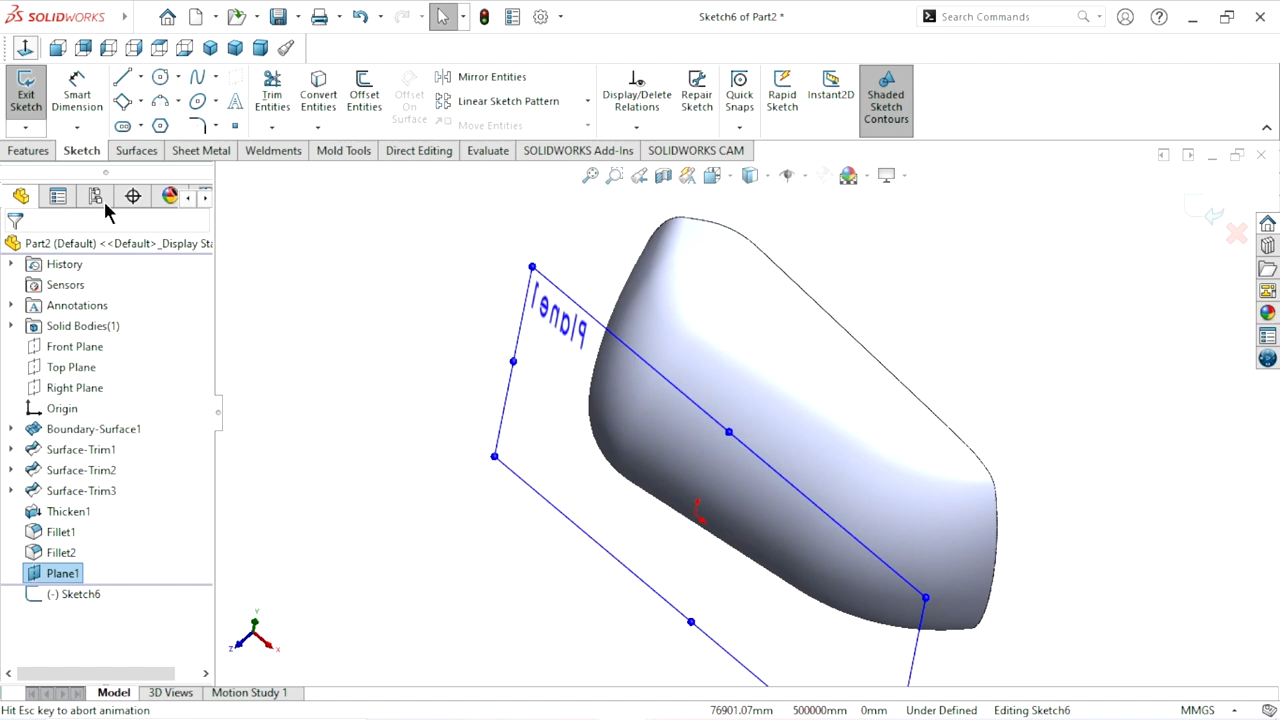 SOLIDWORKS
Sketch6 of Part2 *
Search Commands
Exit Sketch
Smart Dimension
Trim Entities
Convert Entities
Offset Entities
Offset On Surface
Mirror Entities
Linear Sketch Pattern
Move Entities
Display/Delete Relations
Repair Sketch
Quick Snaps
Rapid Sketch
Instant2D
Shaded Sketch Contours
Features
Sketch
Surfaces
Sheet Metal
Weldments
Mold Tools
Direct Editing
Evaluate
SOLIDWORKS Add-Ins
SOLIDWORKS CAM
Part2 (Default) <<Default>_Display Sta
History
Sensors
Annotations
Solid Bodies(1)
Front Plane
Top Plane
Right Plane
Origin
Boundary-Surface1
Surface-Trim1
Surface-Trim2
Surface-Trim3
Thicken1
Fillet1
Fillet2
Plane1
(-) Sketch6
Plane1
Y
Z
X
Model
3D Views
Motion Study 1
Hit Esc key to abort animation
76901.07mm
500000mm
0mm
Under Defined
Editing Sketch6
MMGS